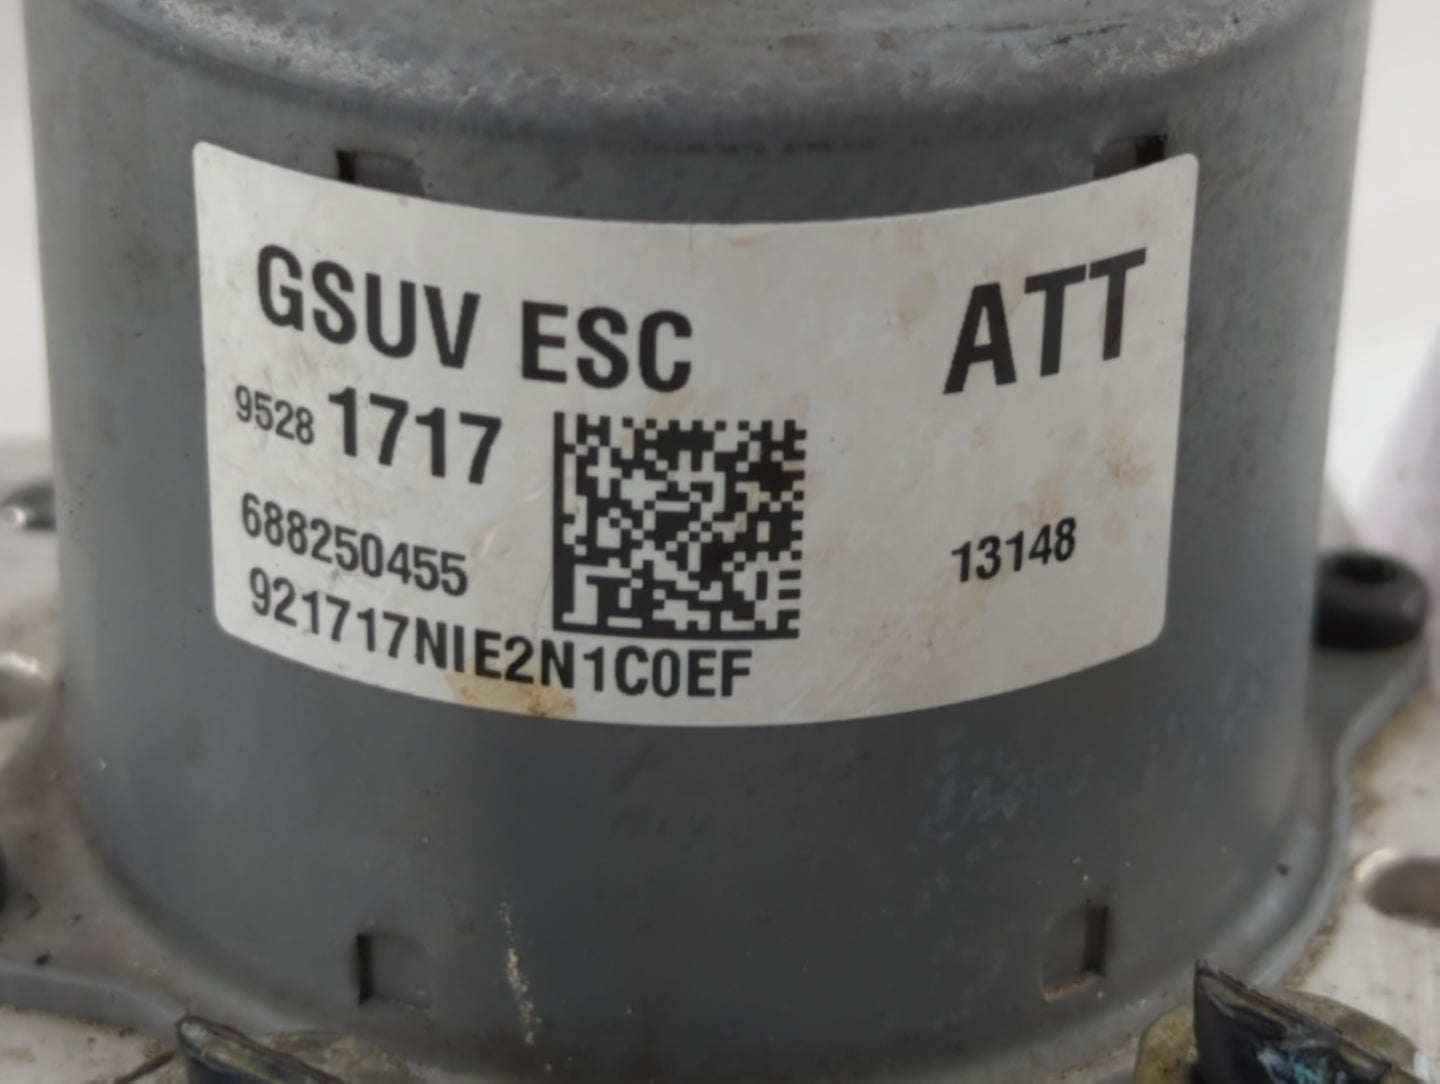 GSUV ESC ATT
9528 1717
688250455
13148
921717NIE2N1C0EF